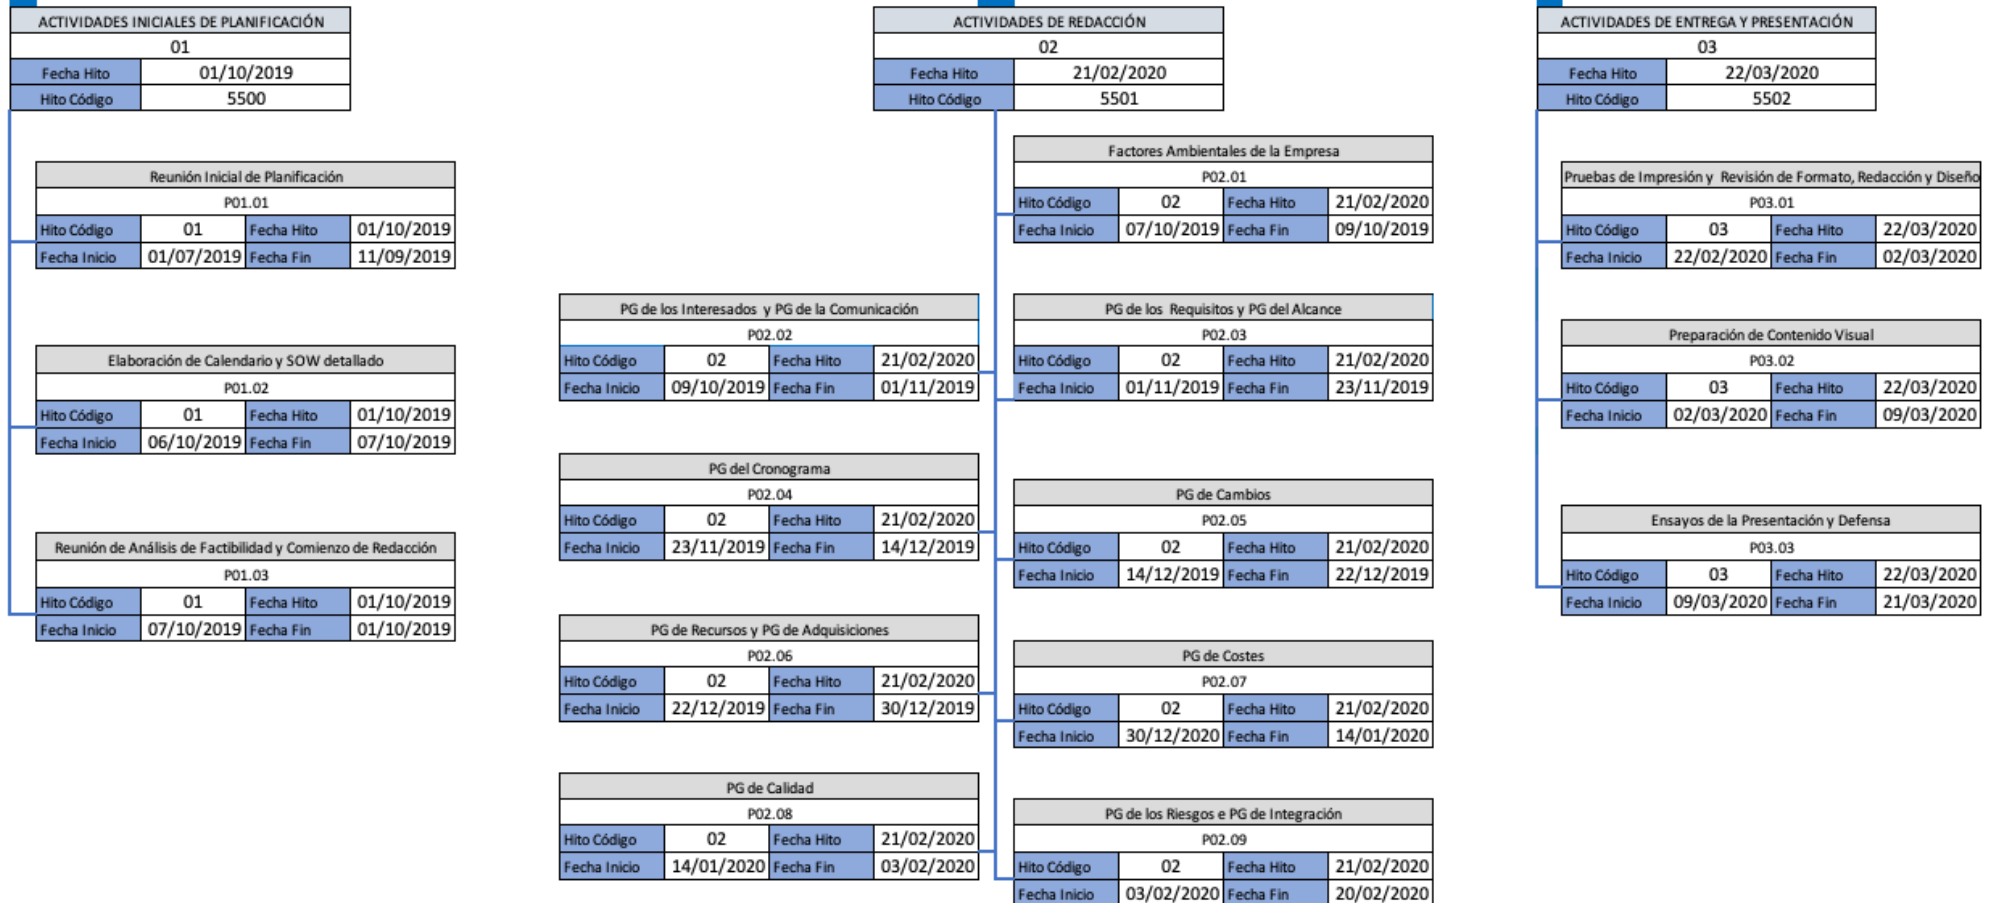 ACTIVIDADES INICIALES DE PLANIFICACIÓN
01
Fecha Hito 01/10/2019
Hito Código 5500
Reunión Inicial de Planificación
P01.01
Hito Código 01 Fecha Hito 01/10/2019
Fecha Inicio 01/07/2019 Fecha Fin 11/09/2019
Elaboración de Calendario y SOW detallado
P01.02
Hito Código 01 Fecha Hito 01/10/2019
Fecha Inicio 06/10/2019 Fecha Fin 07/10/2019
Reunión de Análisis de Factibilidad y Comienzo de Redacción
P01.03
Hito Código 01 Fecha Hito 01/10/2019
Fecha Inicio 07/10/2019 Fecha Fin 01/10/2019
ACTIVIDADES DE REDACCIÓN
02
Fecha Hito 21/02/2020
Hito Código 5501
Factores Ambientales de la Empresa
P02.01
Hito Código 02 Fecha Hito 21/02/2020
Fecha Inicio 07/10/2019 Fecha Fin 09/10/2019
PG de los Interesados y PG de la Comunicación
P02.02
Hito Código 02 Fecha Hito 21/02/2020
Fecha Inicio 09/10/2019 Fecha Fin 01/11/2019
PG de los Requisitos y PG del Alcance
P02.03
Hito Código 02 Fecha Hito 21/02/2020
Fecha Inicio 01/11/2019 Fecha Fin 23/11/2019
PG del Cronograma
P02.04
Hito Código 02 Fecha Hito 21/02/2020
Fecha Inicio 23/11/2019 Fecha Fin 14/12/2019
PG de Cambios
P02.05
Hito Código 02 Fecha Hito 21/02/2020
Fecha Inicio 14/12/2019 Fecha Fin 22/12/2019
PG de Recursos y PG de Adquisiciones
P02.06
Hito Código 02 Fecha Hito 21/02/2020
Fecha Inicio 22/12/2019 Fecha Fin 30/12/2019
PG de Costes
P02.07
Hito Código 02 Fecha Hito 21/02/2020
Fecha Inicio 30/12/2020 Fecha Fin 14/01/2020
PG de Calidad
P02.08
Hito Código 02 Fecha Hito 21/02/2020
Fecha Inicio 14/01/2020 Fecha Fin 03/02/2020
PG de los Riesgos e PG de Integración
P02.09
Hito Código 02 Fecha Hito 21/02/2020
Fecha Inicio 03/02/2020 Fecha Fin 20/02/2020
ACTIVIDADES DE ENTREGA Y PRESENTACIÓN
03
Fecha Hito 22/03/2020
Hito Código 5502
Pruebas de Impresión y Revisión de Formato, Redacción y Diseño
P03.01
Hito Código 03 Fecha Hito 22/03/2020
Fecha Inicio 22/02/2020 Fecha Fin 02/03/2020
Preparación de Contenido Visual
P03.02
Hito Código 03 Fecha Hito 22/03/2020
Fecha Inicio 02/03/2020 Fecha Fin 09/03/2020
Ensayos de la Presentación y Defensa
P03.03
Hito Código 03 Fecha Hito 22/03/2020
Fecha Inicio 09/03/2020 Fecha Fin 21/03/2020